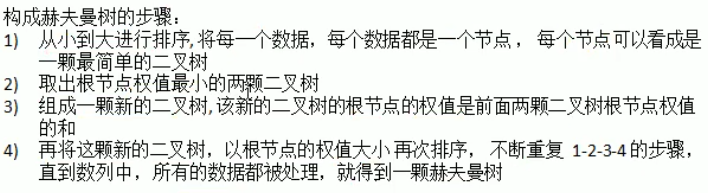 构成赫夫曼树的步骤：
1) 从小到大进行排序, 将每一个数据，每个数据都是一个节点 ， 每个节点可以看成是
一颗最简单的二叉树
2) 取出根节点权值最小的两颗二叉树
3) 组成一颗新的二叉树, 该新的二叉树的根节点的权值是前面两颗二叉树根节点权值
的和
4) 再将这颗新的二叉树，以根节点的权值大小 再次排序， 不断重复 1-2-3-4 的步骤，
直到数列中，所有的数据都被处理，就得到一颗赫夫曼树